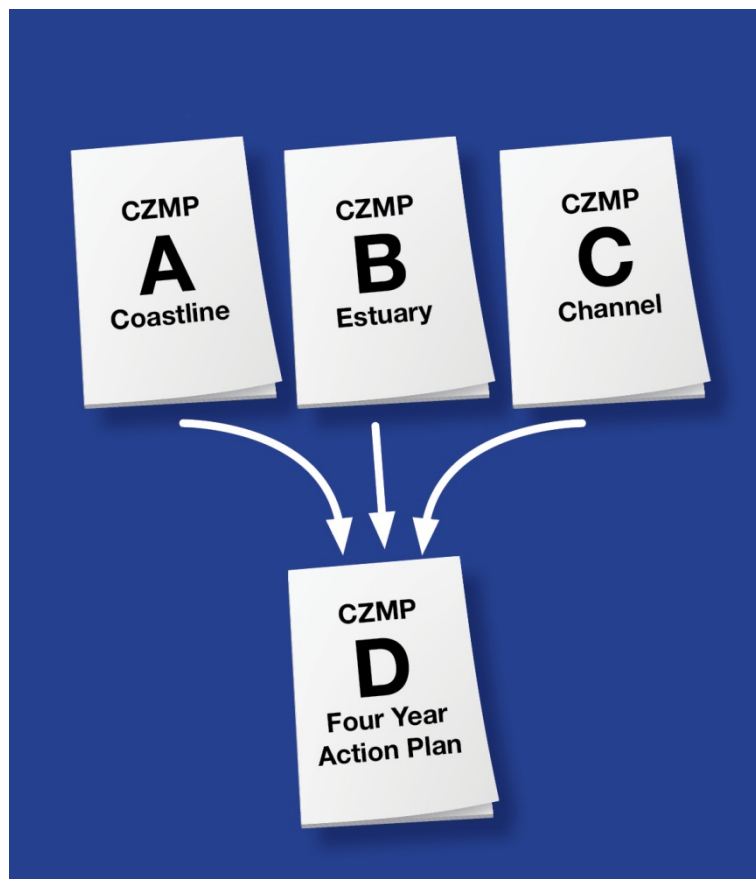 CZMP
A
Coastline
CZMP
B
Estuary
CZMP
C
Channel
CZMP
D
Four Year
Action Plan